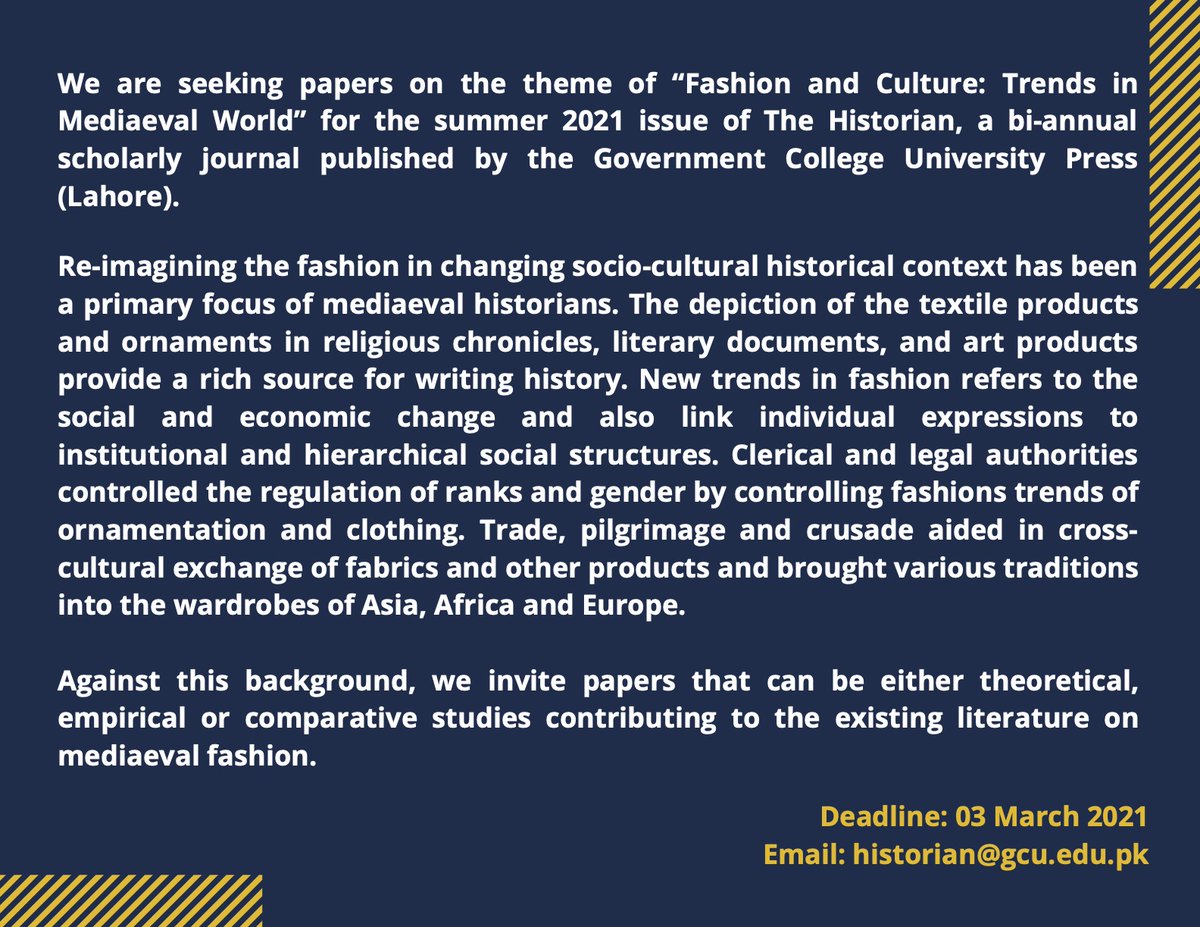 We are seeking papers on the theme of “Fashion and Culture: Trends in
Mediaeval World” for the summer 2021 issue of The Historian, a bi-annual
scholarly journal published by the Government College University Press
(Lahore).
Re-imagining the fashion in changing socio-cultural historical context has been
a primary focus of mediaeval historians. The depiction of the textile products
and ornaments in religious chronicles, literary documents, and art products
provide a rich source for writing history. New trends in fashion refers to the
social and economic change and also link individual expressions to
institutional and hierarchical social structures. Clerical and legal authorities
controlled the regulation of ranks and gender by controlling fashions trends of
ornamentation and clothing. Trade, pilgrimage and crusade aided in cross-
cultural exchange of fabrics and other products and brought various traditions
into the wardrobes of Asia, Africa and Europe.
Against this background, we invite papers that can be either theoretical,
empirical or comparative studies contributing to the existing literature on
mediaeval fashion.
Deadline: 03 March 2021
Email: historian@gcu.edu.pk